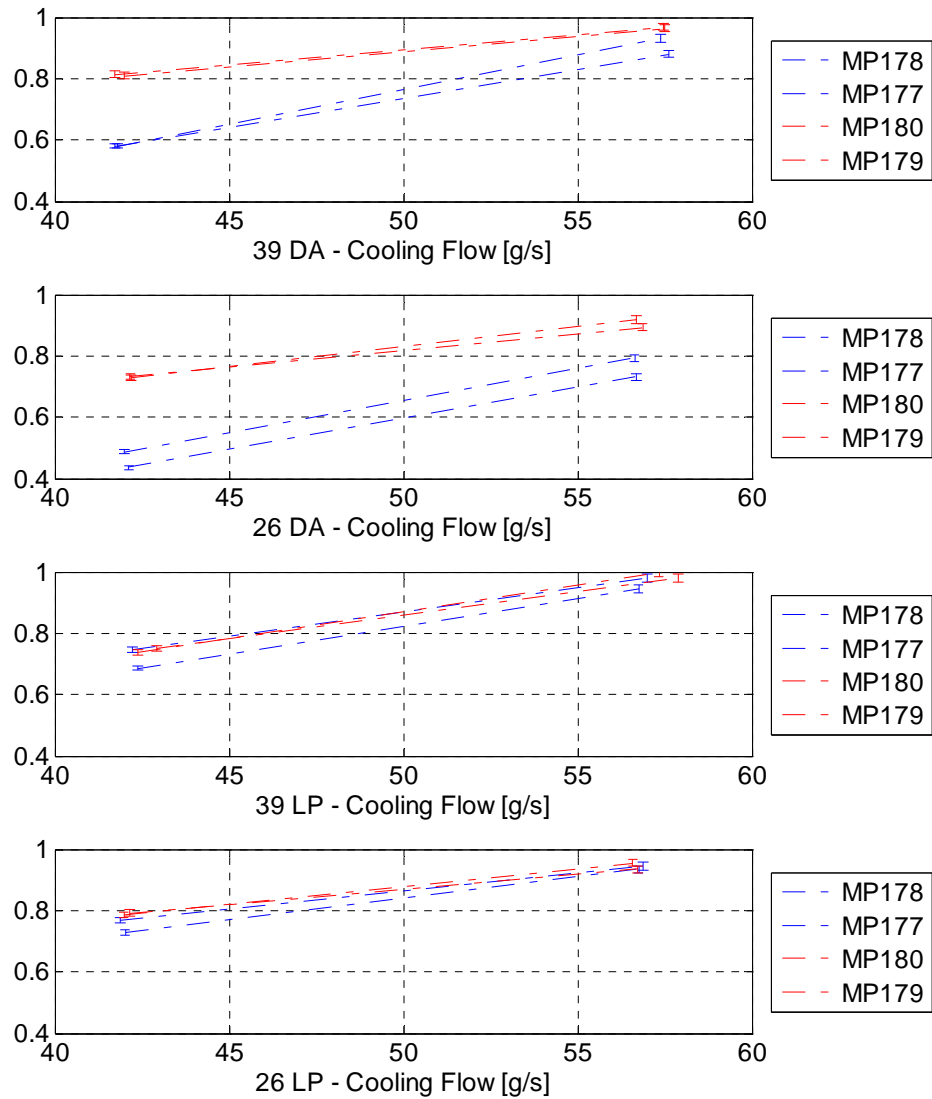 1
0.8
0.6
0.4
40 45 50 55 60
39 DA - Cooling Flow [g/s]
MP178
MP177
MP180
MP179
1
0.8
0.6
0.4
40 45 50 55 60
26 DA - Cooling Flow [g/s]
MP178
MP177
MP180
MP179
1
0.8
0.6
0.4
40 45 50 55 60
39 LP - Cooling Flow [g/s]
MP178
MP177
MP180
MP179
1
0.8
0.6
0.4
40 45 50 55 60
26 LP - Cooling Flow [g/s]
MP178
MP177
MP180
MP179